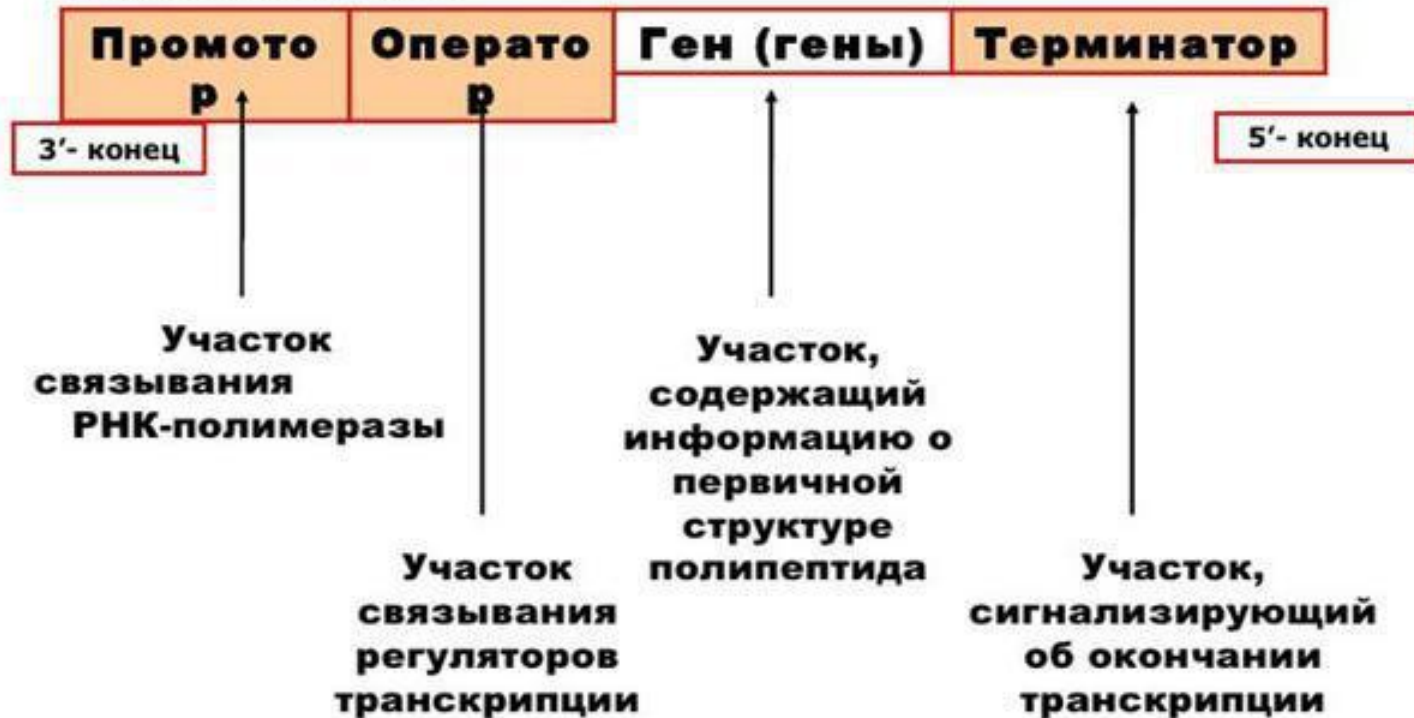 Промото
р
Операто
р
Ген (гены)
Терминатор
3′- конец
5′- конец
Участок
связывания
РНК-полимеразы
Участок
связывания
регуляторов
транскрипции
Участок,
содержащий
информацию о
первичной
структуре
полипептида
Участок,
сигнализирующий
об окончании
транскрипции